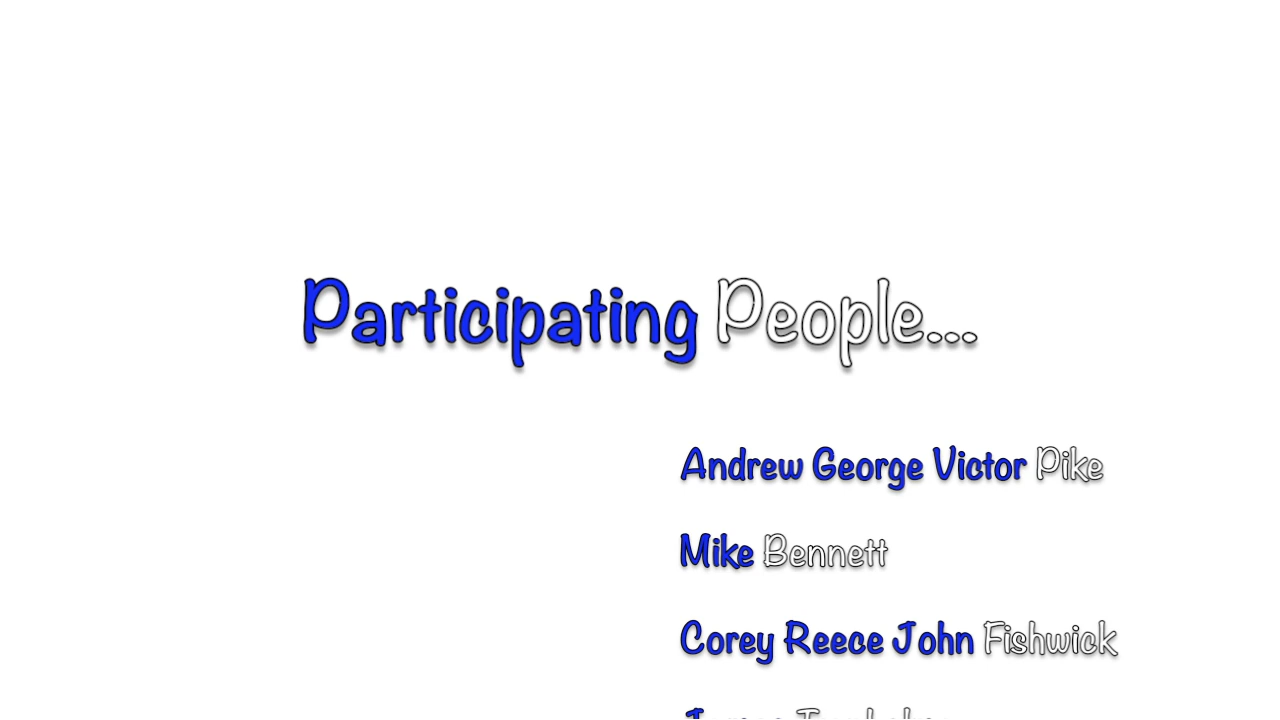 Participating People...
Andrew George Victor Pike
Mike Bennett
Corey Reece John Fishwick